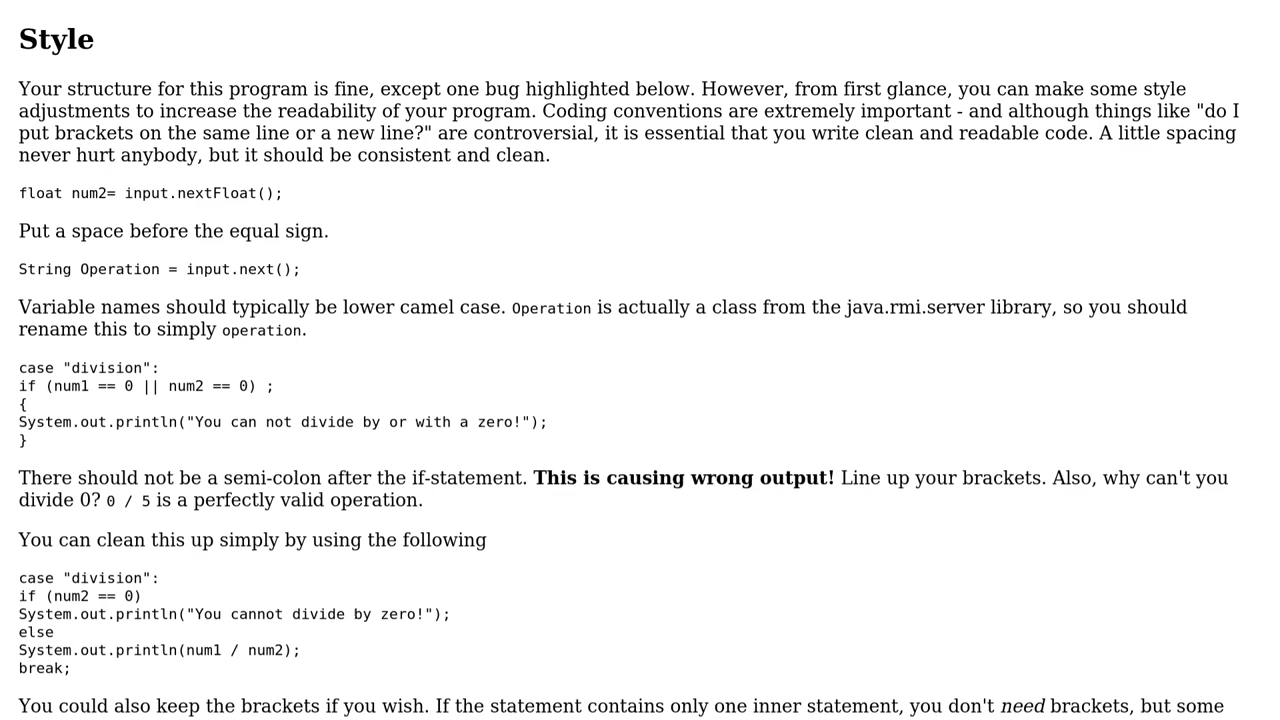 Style
Your structure for this program is fine, except one bug highlighted below. However, from first glance, you can make some style
adjustments to increase the readability of your program. Coding conventions are extremely important - and although things like "do I
put brackets on the same line or a new line?" are controversial, it is essential that you write clean and readable code. A little spacing
never hurt anybody, but it should be consistent and clean.
float num2= input.nextFloat();
Put a space before the equal sign.
String Operation = input.next();
Variable names should typically be lower camel case. Operation is actually a class from the java.rmi.server library, so you should
rename this to simply operation.
case "division":
if (num1 == 0 || num2 == 0) ;
{
System.out.println("You can not divide by or with a zero!");
}
There should not be a semi-colon after the if-statement. This is causing wrong output! Line up your brackets. Also, why can't you
divide 0? 0 / 5 is a perfectly valid operation.
You can clean this up simply by using the following
case "division":
if (num2 == 0)
System.out.println("You cannot divide by zero!");
else
System.out.println(num1 / num2);
break;
You could also keep the brackets if you wish. If the statement contains only one inner statement, you don't need brackets, but some